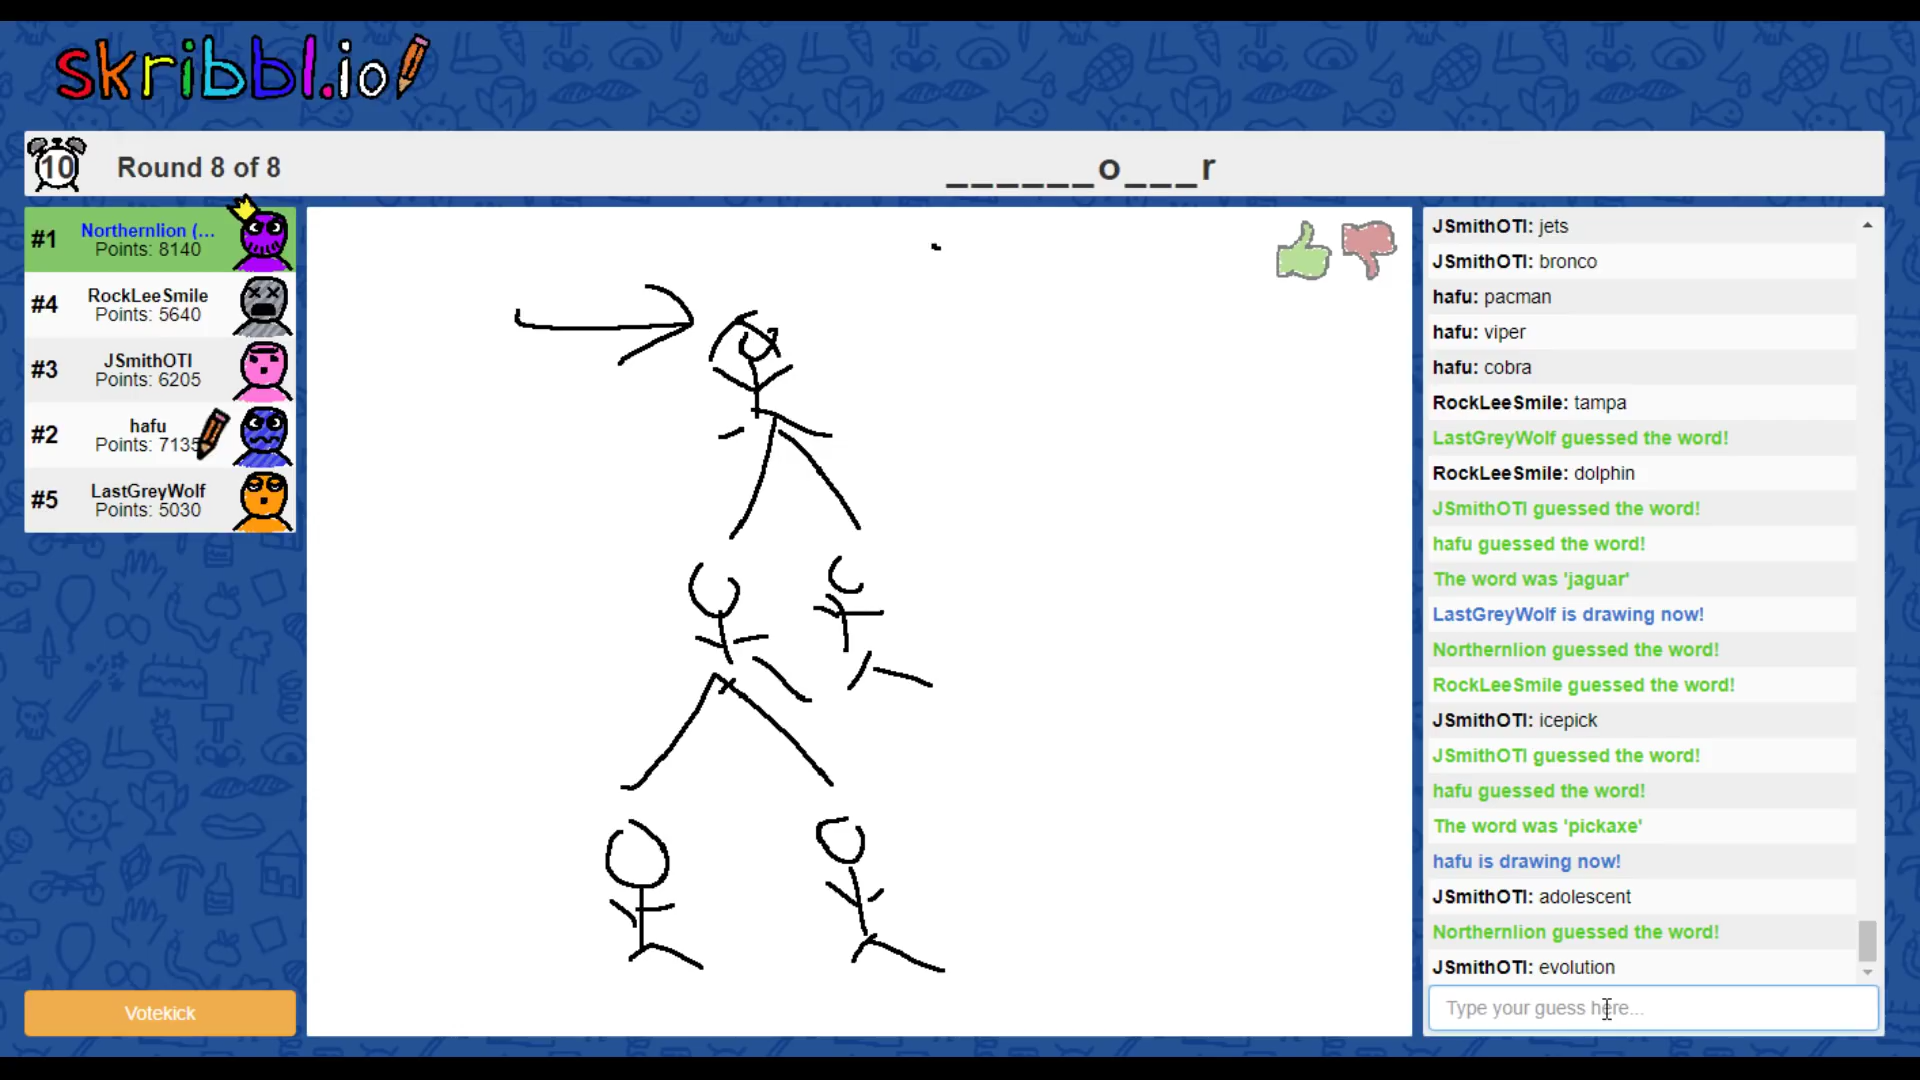 skribbl.io
10
Round 8 of 8
______o___r
#1
Northernlion (...
Points: 8140
#4
RockLeeSmile
Points: 5640
#3
JSmithOTI
Points: 6205
#2
hafu
Points: 7135
#5
LastGreyWolf
Points: 5030
Votekick
JSmithOTI: jets
JSmithOTI: bronco
hafu: pacman
hafu: viper
hafu: cobra
RockLeeSmile: tampa
LastGreyWolf guessed the word!
RockLeeSmile: dolphin
JSmithOTI guessed the word!
hafu guessed the word!
The word was 'jaguar'
LastGreyWolf is drawing now!
Northernlion guessed the word!
RockLeeSmile guessed the word!
JSmithOTI: icepick
JSmithOTI guessed the word!
hafu guessed the word!
The word was 'pickaxe'
hafu is drawing now!
JSmithOTI: adolescent
Northernlion guessed the word!
JSmithOTI: evolution
Type your guess here...